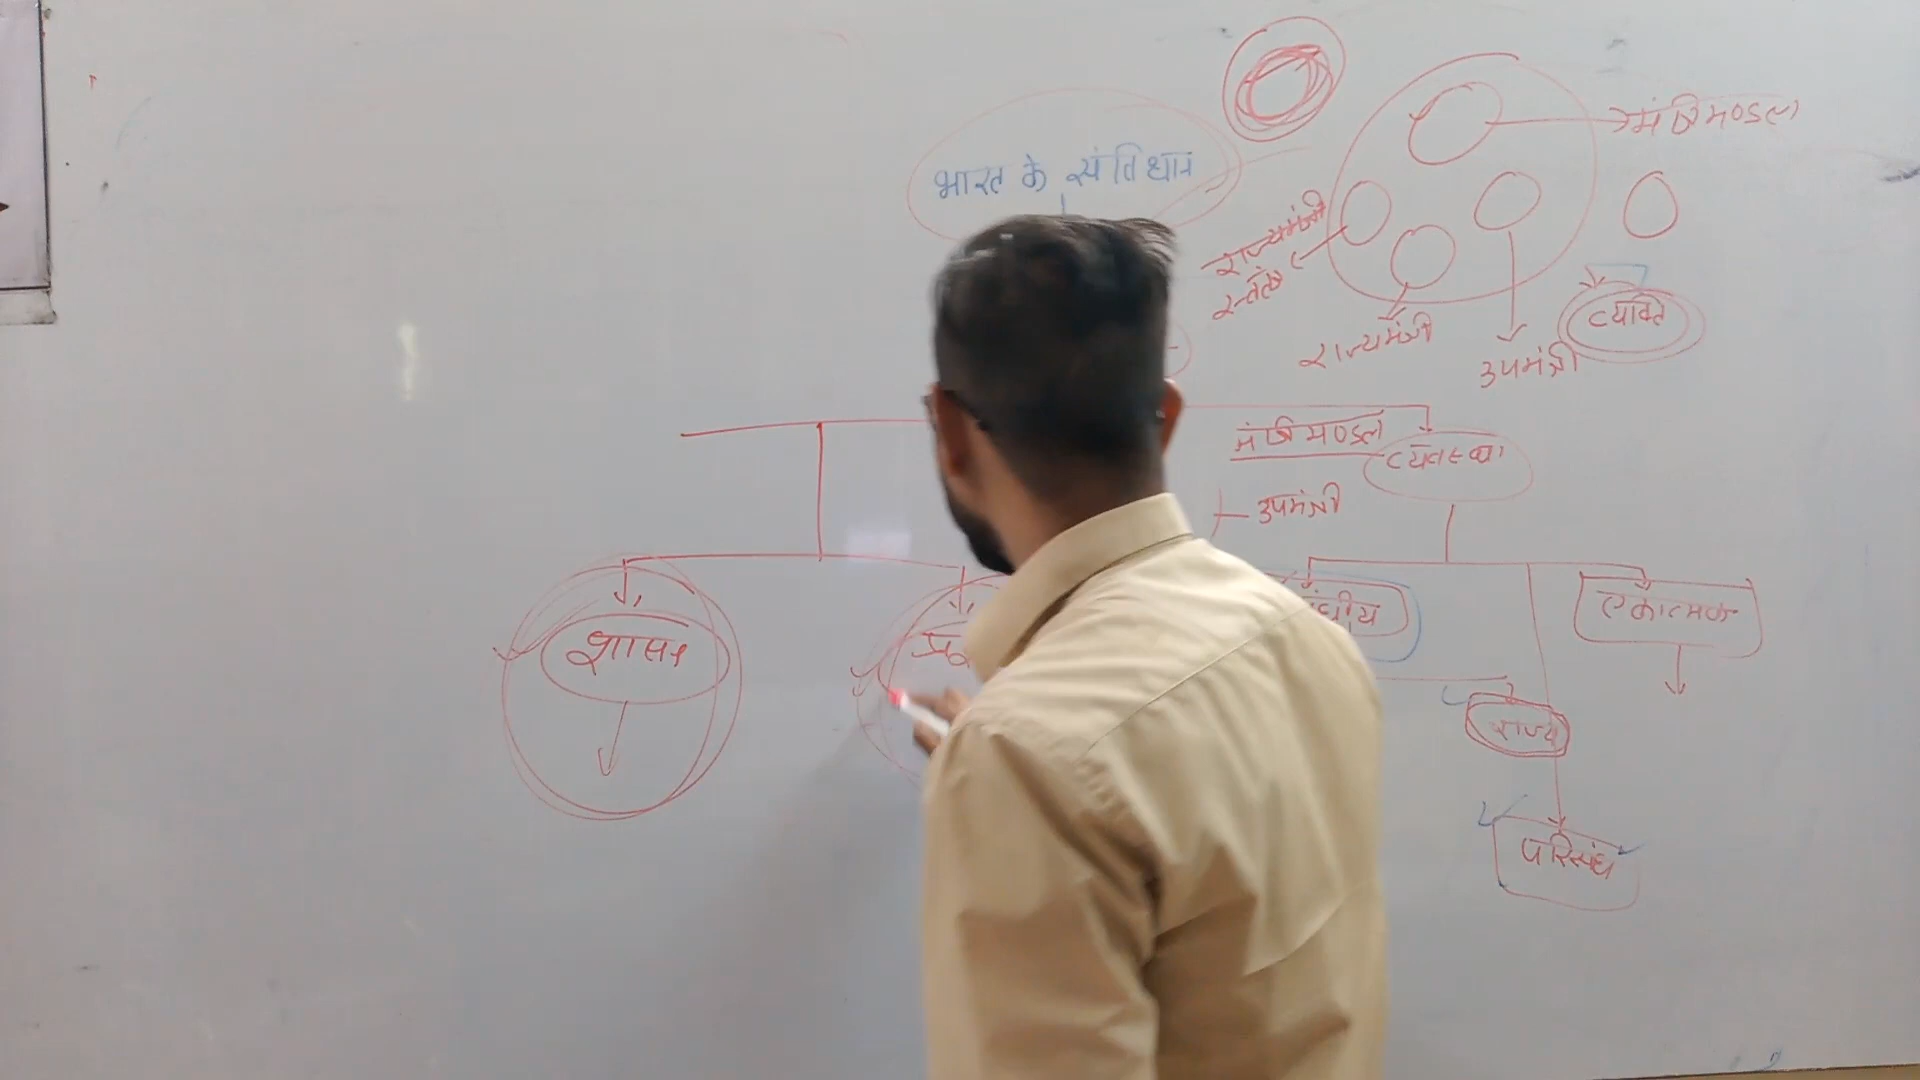 मंत्रिमण्डल
भारत के संविधान
राज्यमंत्री
स्वतंत्र
राज्यमंत्री
उपमंत्री
व्यक्ति
मंत्रिमण्डल
व्यवस्था
उपमंत्री
शासन
एकात्मक
राज्य
परिसंघ